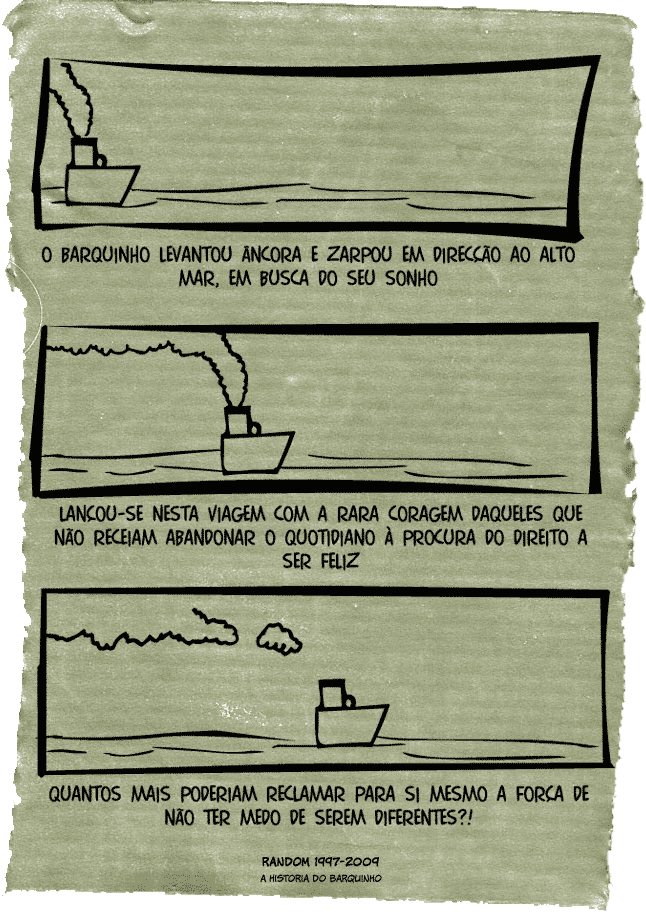 O BARQUINHO LEVANTOU ÂNCORA E ZARPOU EM DIRECÇÃO AO ALTO
MAR, EM BUSCA DO SEU SONHO
LANÇOU-SE NESTA VIAGEM COM A RARA CORAGEM DAQUELES QUE
NÃO RECEIAM ABANDONAR O QUOTIDIANO À PROCURA DO DIREITO A
SER FELIZ
QUANTOS MAIS PODERIAM RECLAMAR PARA SI MESMO A FORÇA DE
NÃO TER MEDO DE SEREM DIFERENTES?!
RANDOM 1997-2009
A HISTORIA DO BARQUINHO